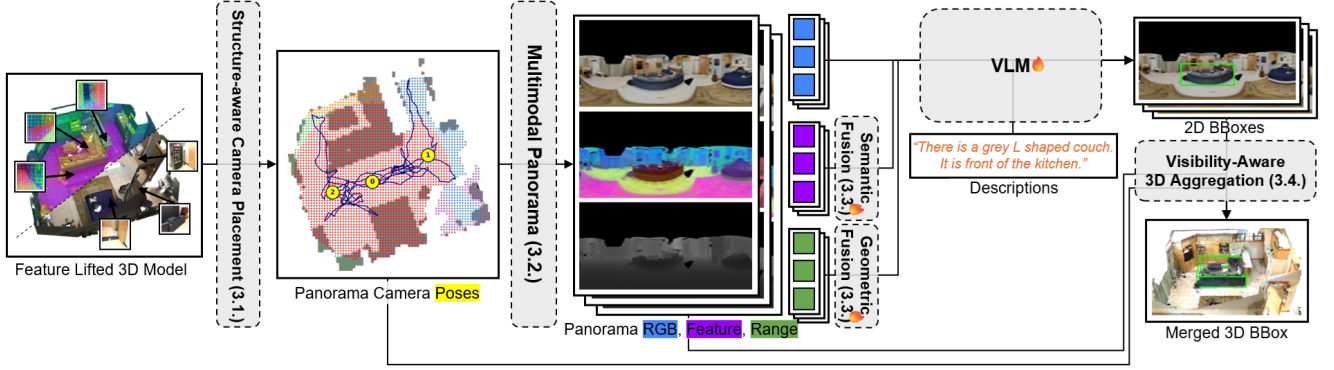 Feature Lifted 3D Model
Structure-aware Camera Placement (3.1.)
2
0
1
Panorama Camera Poses
Multimodal Panorama (3.2.)
Panorama RGB, Feature, Range
Semantic
Fusion (3.3.)
Geometric
Fusion (3.3.)
VLM🔥
“There is a grey L shaped couch.
It is front of the kitchen.”
Descriptions
2D BBoxes
Visibility-Aware
3D Aggregation (3.4.)
Merged 3D BBox